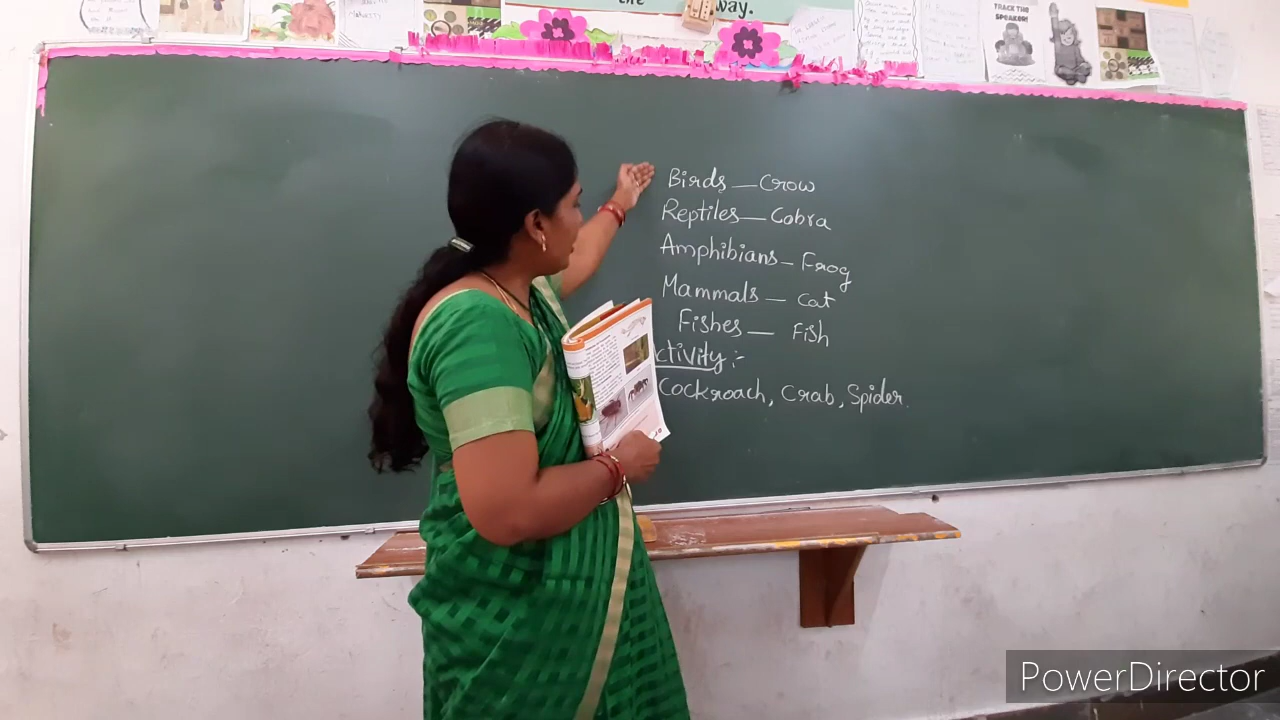 the way.
TRACK THE
SPEAKER!
Birds — Crow
Reptiles — Cobra
Amphibians — Frog
Mammals — cat
Fishes — Fish
ctivity :-
Cockroach, Crab, Spider.
PowerDirector